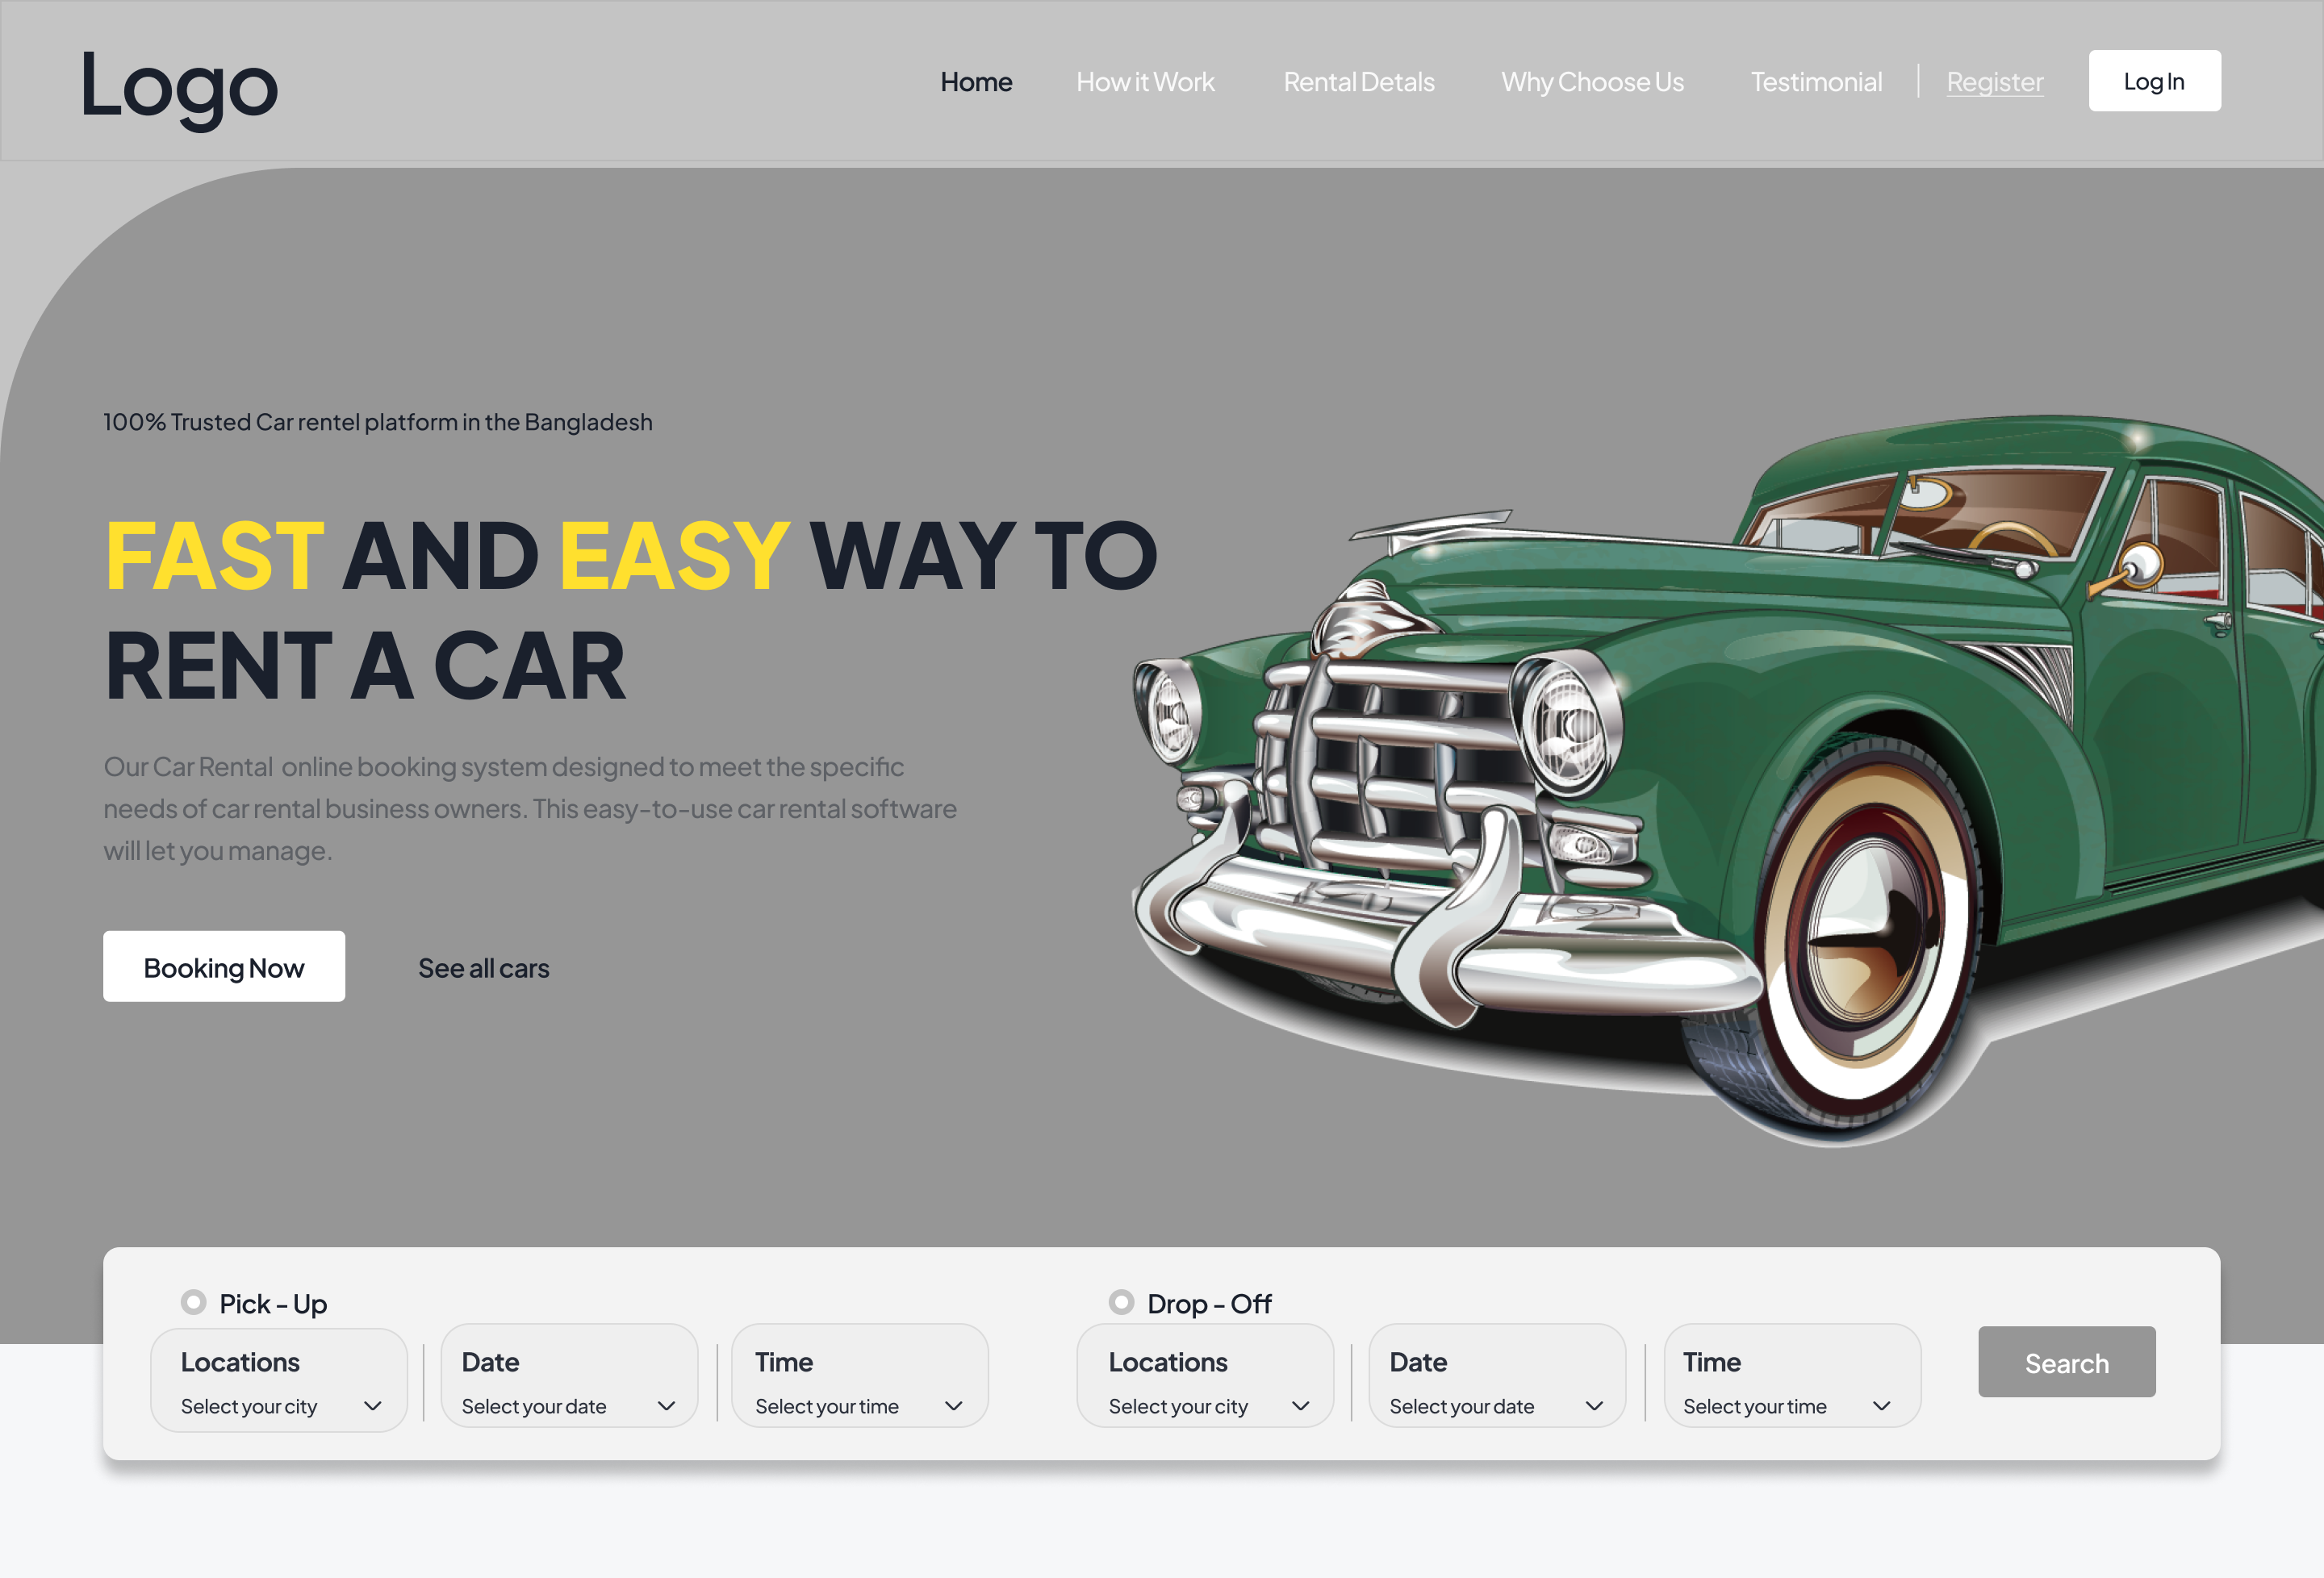 Logo
Home How it Work Rental Detals Why Choose Us Testimonial Register Log In
100% Trusted Car rentel platform in the Bangladesh
FAST AND EASY WAY TO
RENT A CAR
Our Car Rental online booking system designed to meet the specific
needs of car rental business owners. This easy-to-use car rental software
will let you manage.
Booking Now See all cars
Pick - Up Drop - Off
Locations Date Time Locations Date Time
Select your city Select your date Select your time Select your city Select your date Select your time
Search